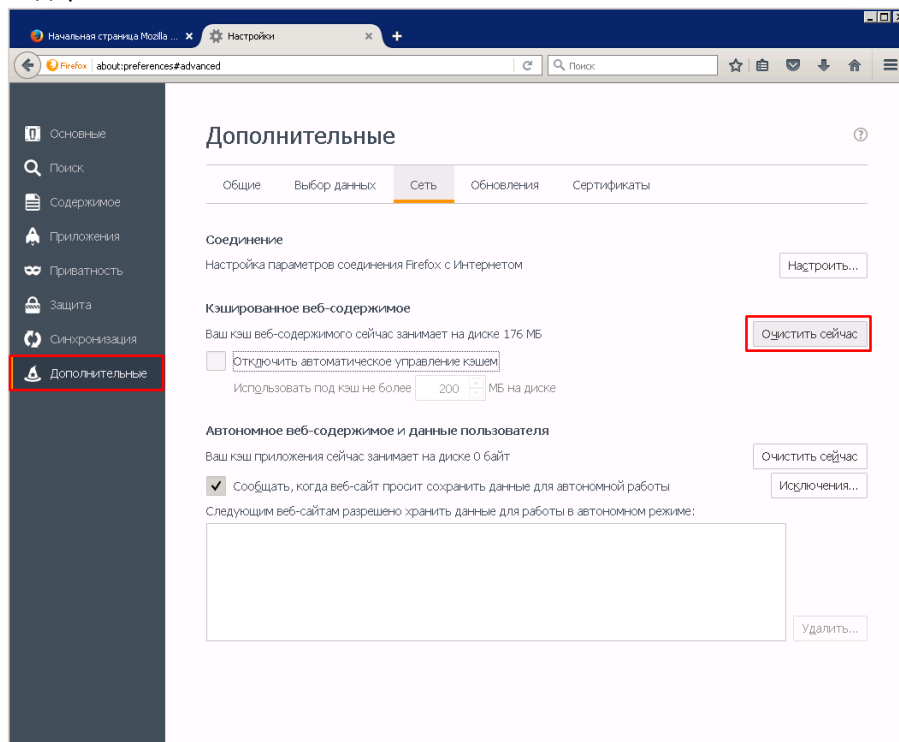 Начальная страница Mozilla ...
Настройки
Firefox
about:preferences#advanced
Поиск
Основные
Поиск
Содержимое
Приложения
Приватность
Защита
Синхронизация
Дополнительные
Дополнительные
Общие
Выбор данных
Сеть
Обновления
Сертификаты
Соединение
Настройка параметров соединения Firefox с Интернетом
Настроить...
Кэшированное веб-содержимое
Ваш кэш веб-содержимого сейчас занимает на диске 176 МБ
Очистить сейчас
Отключить автоматическое управление кэшем
Использовать под кэш не более 200 МБ на диске
Автономное веб-содержимое и данные пользователя
Ваш кэш приложения сейчас занимает на диске 0 байт
Очистить сейчас
Сообщать, когда веб-сайт просит сохранить данные для автономной работы
Исключения...
Следующим веб-сайтам разрешено хранить данные для работы в автономном режиме:
Удалить...